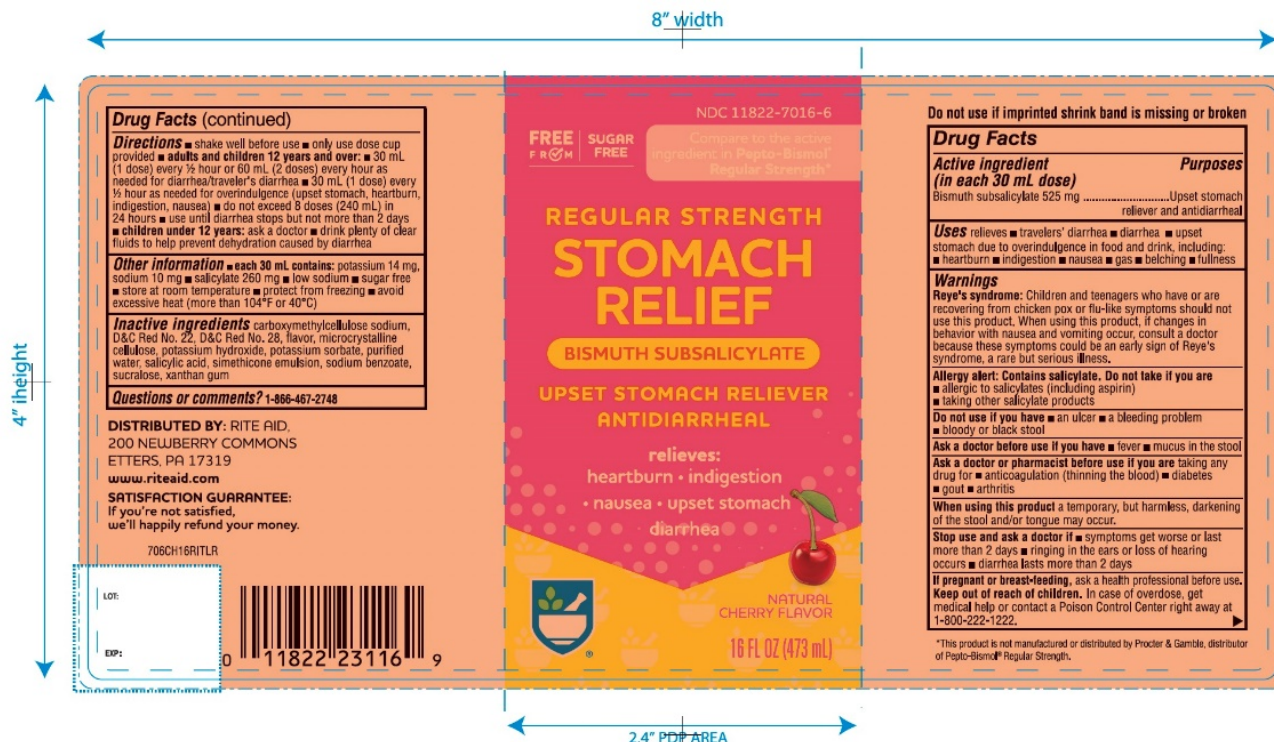 8" width
4" iheight
Drug Facts (continued)
Directions ■ shake well before use ■ only use dose cup
provided ■ adults and children 12 years and over: ■ 30 mL
(1 dose) every ½ hour or 60 mL (2 doses) every hour as
needed for diarrhea/traveler's diarrhea ■ 30 mL (1 dose) every
½ hour as needed for overindulgence (upset stomach, heartburn,
indigestion, nausea) ■ do not exceed 8 doses (240 mL) in
24 hours ■ use until diarrhea stops but not more than 2 days
■ children under 12 years: ask a doctor ■ drink plenty of clear
fluids to help prevent dehydration caused by diarrhea
Other information ■ each 30 mL contains: potassium 14 mg,
sodium 10 mg ■ salicylate 260 mg ■ low sodium ■ sugar free
■ store at room temperature ■ protect from freezing ■ avoid
excessive heat (more than 104°F or 40°C)
Inactive ingredients carboxymethylcellulose sodium,
D&C Red No. 22, D&C Red No. 28, flavor, microcrystalline
cellulose, potassium hydroxide, potassium sorbate, purified
water, salicylic acid, simethicone emulsion, sodium benzoate,
sucralose, xanthan gum
Questions or comments? 1-866-467-2748
DISTRIBUTED BY: RITE AID,
200 NEWBERRY COMMONS
ETTERS, PA 17319
www.riteaid.com
SATISFACTION GUARANTEE:
If you're not satisfied,
we'll happily refund your money.
706CH16RITLR
LOT:
EXP:
0 11822 23116 9
NDC 11822-7016-6
FREE FROM
SUGAR FREE
Compare to the active
ingredient in Pepto-Bismol®
Regular Strength*
REGULAR STRENGTH
STOMACH
RELIEF
BISMUTH SUBSALICYLATE
UPSET STOMACH RELIEVER
ANTIDIARRHEAL
relieves:
heartburn • indigestion
• nausea • upset stomach
diarrhea
NATURAL
CHERRY FLAVOR
®
16 FL OZ (473 mL)
2.4" PDP AREA
Do not use if imprinted shrink band is missing or broken
Drug Facts
Active ingredient Purposes
(in each 30 mL dose)
Bismuth subsalicylate 525 mg ..........................Upset stomach
reliever and antidiarrheal
Uses relieves ■ travelers' diarrhea ■ diarrhea ■ upset
stomach due to overindulgence in food and drink, including:
■ heartburn ■ indigestion ■ nausea ■ gas ■ belching ■ fullness
Warnings
Reye's syndrome: Children and teenagers who have or are
recovering from chicken pox or flu-like symptoms should not
use this product. When using this product, if changes in
behavior with nausea and vomiting occur, consult a doctor
because these symptoms could be an early sign of Reye's
syndrome, a rare but serious illness.
Allergy alert: Contains salicylate. Do not take if you are
■ allergic to salicylates (including aspirin)
■ taking other salicylate products
Do not use if you have ■ an ulcer ■ a bleeding problem
■ bloody or black stool
Ask a doctor before use if you have ■ fever ■ mucus in the stool
Ask a doctor or pharmacist before use if you are taking any
drug for ■ anticoagulation (thinning the blood) ■ diabetes
■ gout ■ arthritis
When using this product a temporary, but harmless, darkening
of the stool and/or tongue may occur.
Stop use and ask a doctor if ■ symptoms get worse or last
more than 2 days ■ ringing in the ears or loss of hearing
occurs ■ diarrhea lasts more than 2 days
If pregnant or breast-feeding, ask a health professional before use.
Keep out of reach of children. In case of overdose, get
medical help or contact a Poison Control Center right away at
1-800-222-1222.
*This product is not manufactured or distributed by Procter & Gamble, distributor
of Pepto-Bismol® Regular Strength.